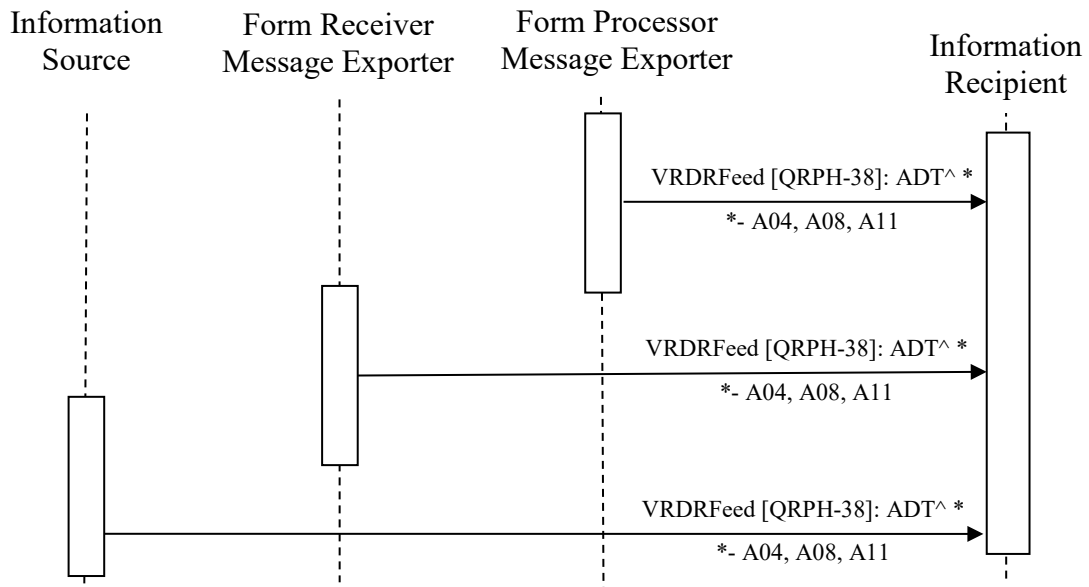 Information
Source
Form Receiver
Message Exporter
Form Processor
Message Exporter
Information
Recipient
VRDRFeed [QRPH-38]: ADT^ *
*- A04, A08, A11
VRDRFeed [QRPH-38]: ADT^ *
*- A04, A08, A11
VRDRFeed [QRPH-38]: ADT^ *
*- A04, A08, A11